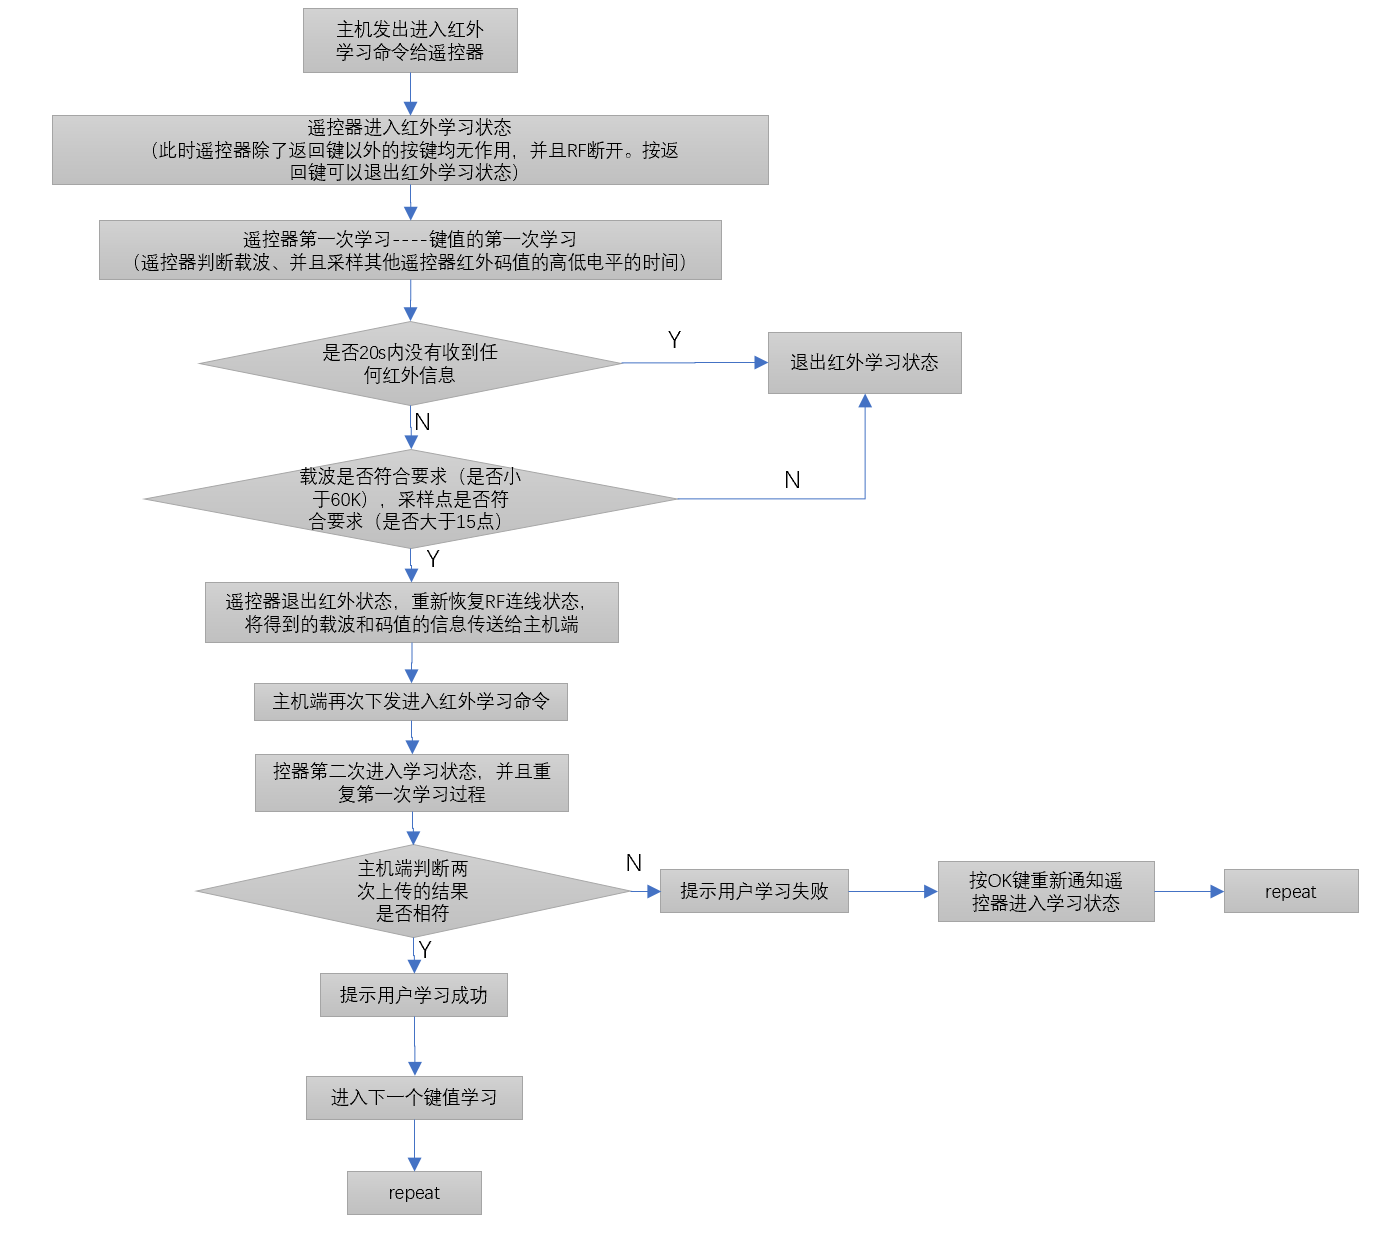 主机发出进入红外
学习命令给遥控器
遥控器进入红外学习状态
（此时遥控器除了返回键以外的按键均无作用，并且RF断开。按返
回键可以退出红外学习状态）
遥控器第一次学习----键值的第一次学习
（遥控器判断载波、并且采样其他遥控器红外码值的高低电平的时间）
是否20s内没有收到任
何红外信息
Y
退出红外学习状态
N
载波是否符合要求（是否小
于60K），采样点是否符
合要求（是否大于15点）
N
Y
遥控器退出红外状态，重新恢复RF连线状态，
将得到的载波和码值的信息传送给主机端
主机端再次下发进入红外学习命令
控器第二次进入学习状态，并且重
复第一次学习过程
主机端判断两
次上传的结果
是否相符
N
提示用户学习失败
按OK键重新通知遥
控器进入学习状态
repeat
Y
提示用户学习成功
进入下一个键值学习
repeat